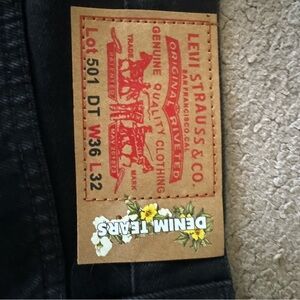 LEVI STRAUSS & CO.
SAN FRANCISCO, CAL.
ORIGINAL RIVETED
GENUINE QUALITY CLOTHING
TRADE MARK
Lot 501 DT W36 L32
DENIM TEARS